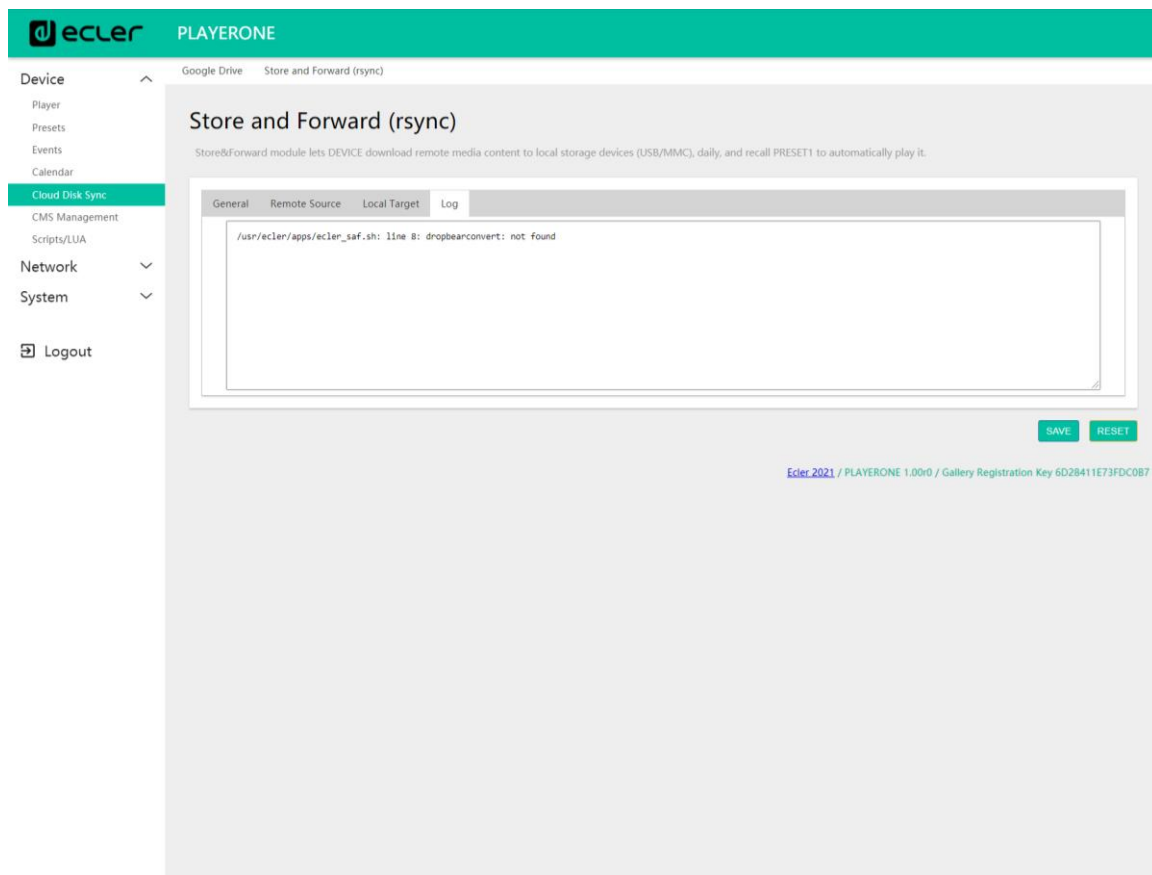 ecler
PLAYERONE
Device
Player
Presets
Events
Calendar
Cloud Disk Sync
CMS Management
Scripts/LUA
Network
System
Logout
Google Drive Store and Forward (rsync)
Store and Forward (rsync)
Store&Forward module lets DEVICE download remote media content to local storage devices (USB/MMC), daily, and recall PRESET1 to automatically play it.
General Remote Source Local Target Log
/usr/ecler/apps/ecler_saf.sh: line 8: dropbearconvert: not found
SAVE RESET
Ecler 2021 / PLAYERONE 1.00r0 / Gallery Registration Key 6D28411E73FDC0B7